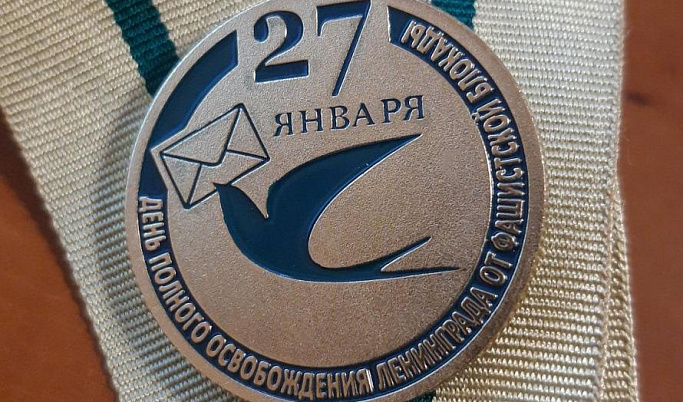 27
ЯНВАРЯ
ДЕНЬ ПОЛНОГО ОСВОБОЖДЕНИЯ ЛЕНИНГРАДА ОТ ФАШИСТСКОЙ БЛОКАДЫ